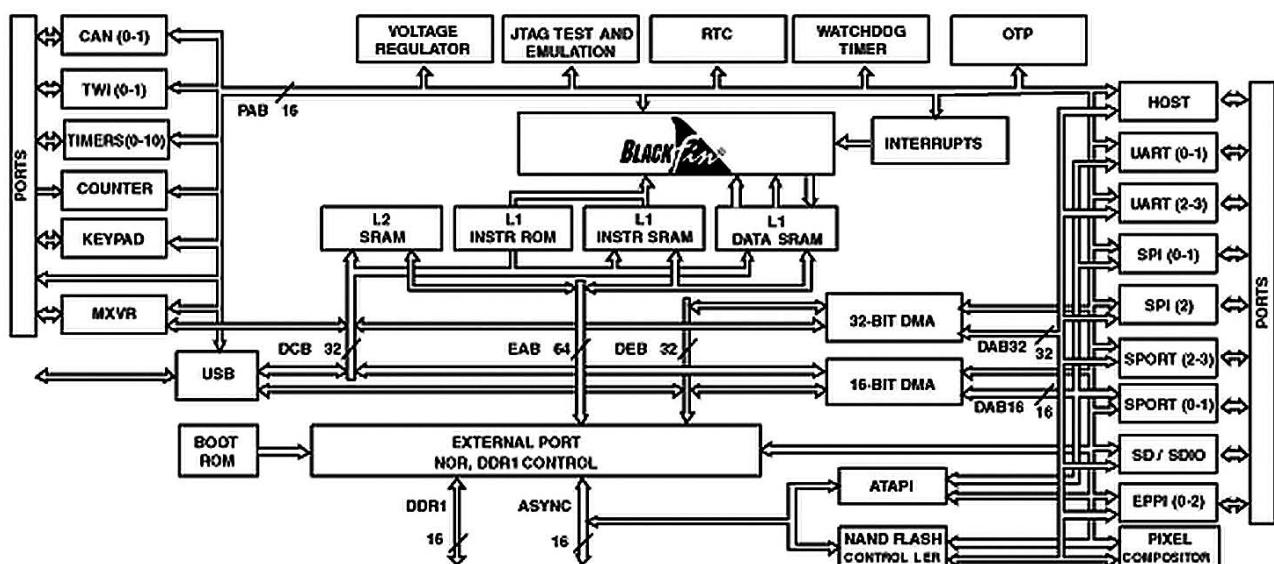 VOLTAGE
REGULATOR
JTAG TEST AND
EMULATION
RTC
WATCHDOG
TIMER
OTP
CAN (0-1)
TWI (0-1)
TIMERS(0-10)
COUNTER
KEYPAD
MXVR
USB
PORTS
PAB 16
BLACKfin®
INTERRUPTS
L2
SRAM
L1
INSTR ROM
L1
INSTR SRAM
L1
DATA SRAM
HOST
UART (0-1)
UART (2-3)
SPI (0-1)
SPI (2)
SPORT (2-3)
SPORT (0-1)
SD / SDIO
EPPI (0-2)
PIXEL
COMPOSITOR
PORTS
32-BIT DMA
16-BIT DMA
DCB 32
EAB 64
DEB 32
DAB32 32
DAB16 16
BOOT
ROM
EXTERNAL PORT
NOR, DDR1 CONTROL
DDR1
16
ASYNC
16
ATAPI
NAND FLASH
CONTROL LER